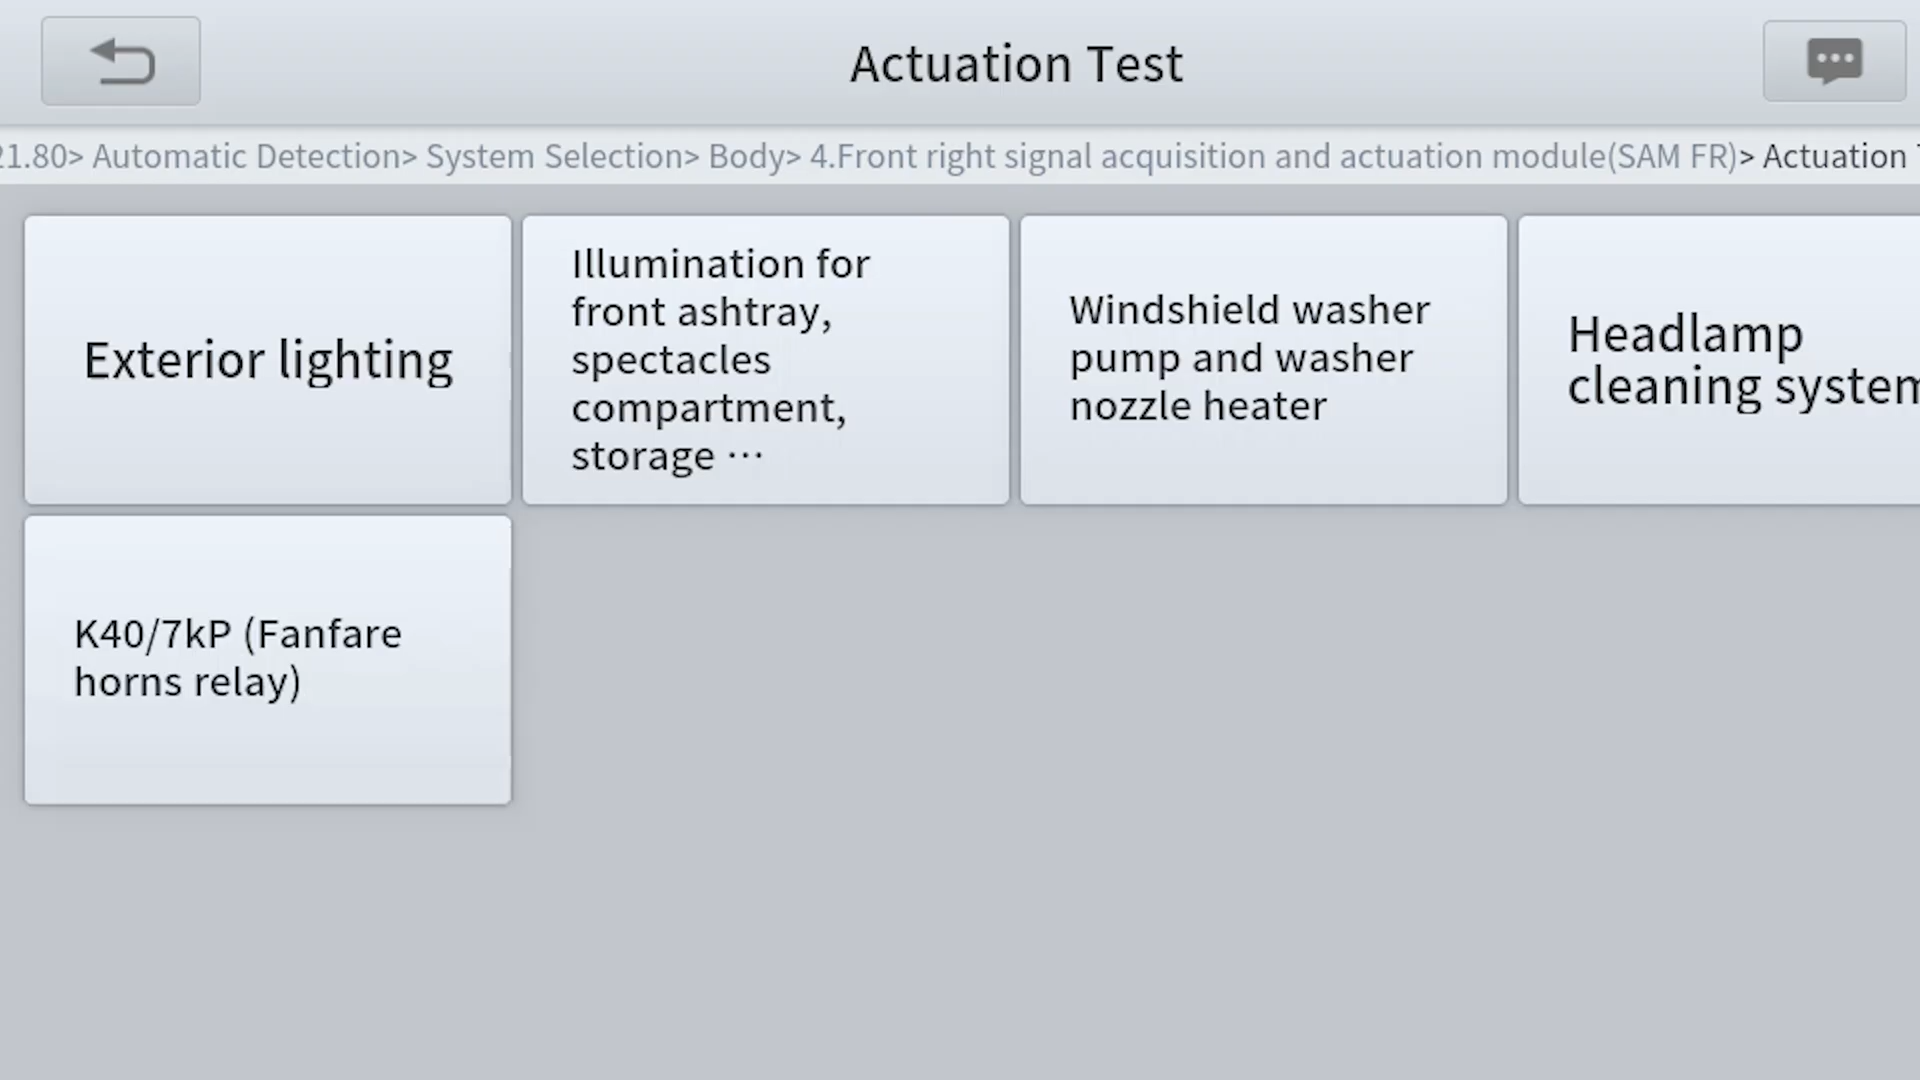 Actuation Test
21.80> Automatic Detection> System Selection> Body> 4.Front right signal acquisition and actuation module(SAM FR)> Actuation
Exterior lighting
Illumination for
front ashtray,
spectacles
compartment,
storage ···
Windshield washer
pump and washer
nozzle heater
Headlamp
cleaning system
K40/7kP (Fanfare
horns relay)